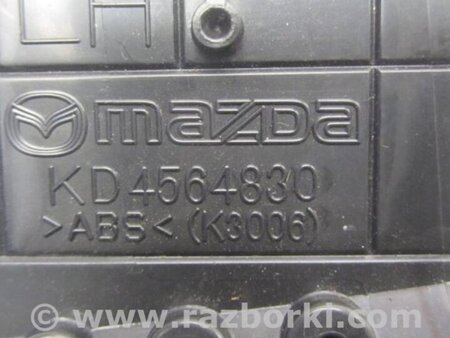 LH
mazda
KD4564830
>ABS< (K3006)
© www.razborki.com